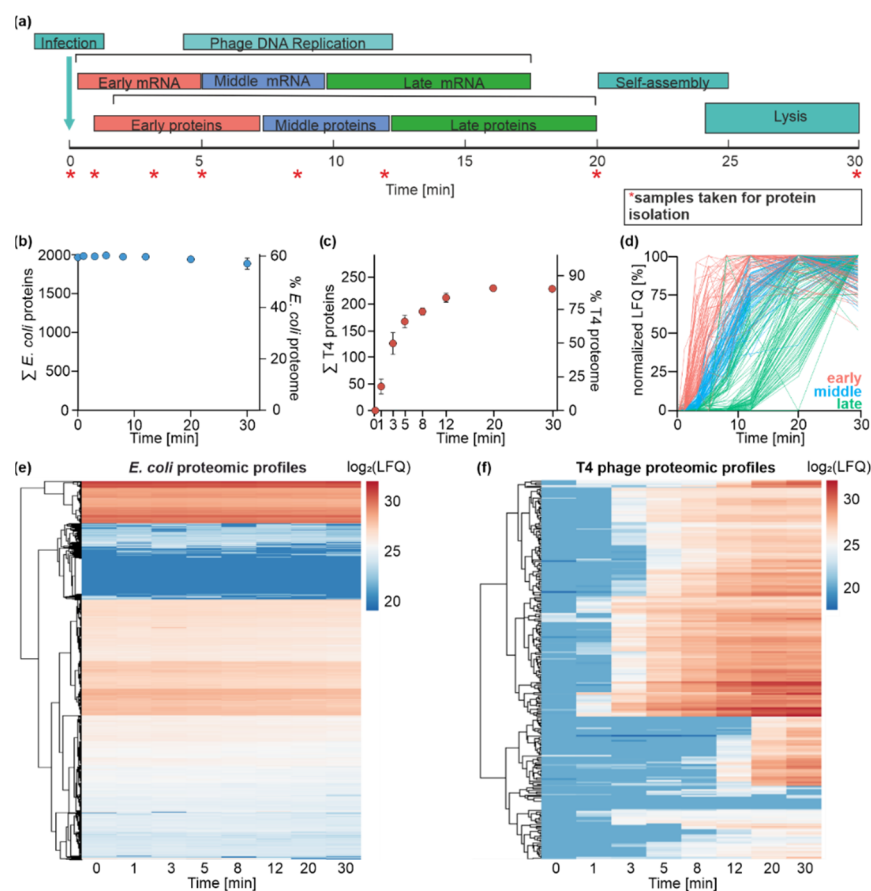 (a)
Infection
Phage DNA Replication
Early mRNA
Middle mRNA
Late mRNA
Self-assembly
Early proteins
Middle proteins
Late proteins
Lysis
0 5 10 15 20 25 30
* * * * * * * *
Time [min]
*samples taken for protein
isolation
(b)
∑ E. coli proteins
2000
1500
1000
500
0
60
40
20
0
% E. coli proteome
0 10 20 30
Time [min]
(c)
∑ T4 proteins
250
200
150
100
50
0
90
75
50
25
0
% T4 proteome
0 1 3 5 8 12 20 30
Time [min]
(d)
normalized LFQ [%]
100
75
50
25
0
early
middle
late
0 10 20 30
Time [min]
(e)
E. coli proteomic profiles
log₂(LFQ)
30
25
20
0 1 3 5 8 12 20 30
Time [min]
(f)
T4 phage proteomic profiles
log₂(LFQ)
30
25
20
0 1 3 5 8 12 20 30
Time [min]